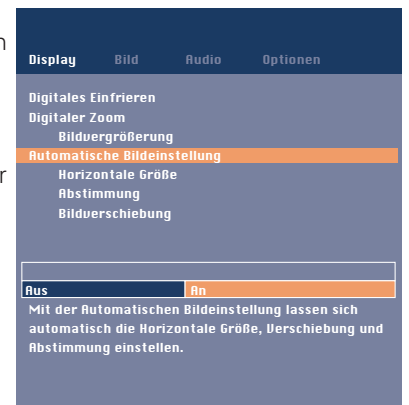 Display Bild Audio Optionen
Digitales Einfrieren
Digitaler Zoom
Bildvergrößerung
Automatische Bildeinstellung
Horizontale Größe
Abstimmung
Bildverschiebung
Aus An
Mit der Automatischen Bildeinstellung lassen sich
automatisch die Horizontale Größe, Verschiebung und
Abstimmung einstellen.